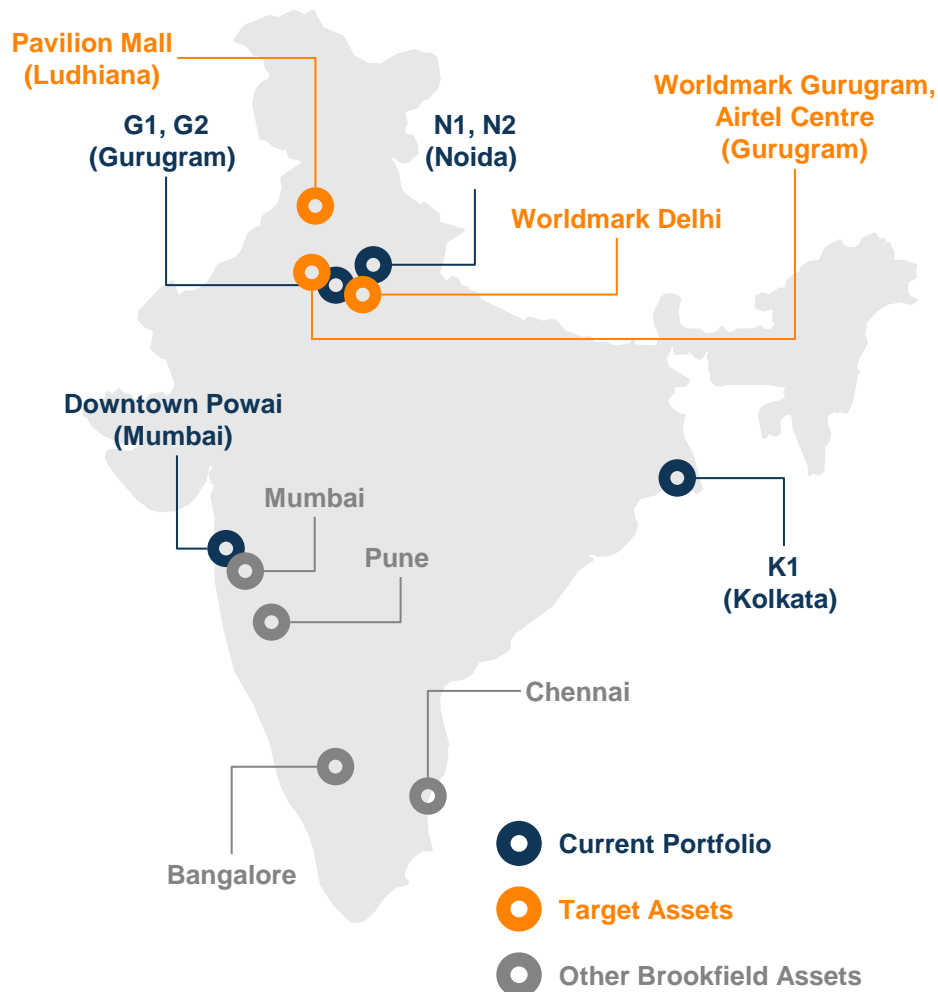 Pavilion Mall
(Ludhiana)
Worldmark Gurugram,
Airtel Centre
(Gurugram)
G1, G2
(Gurugram)
N1, N2
(Noida)
Worldmark Delhi
Downtown Powai
(Mumbai)
Mumbai
Pune
K1
(Kolkata)
Chennai
Bangalore
Current Portfolio
Target Assets
Other Brookfield Assets